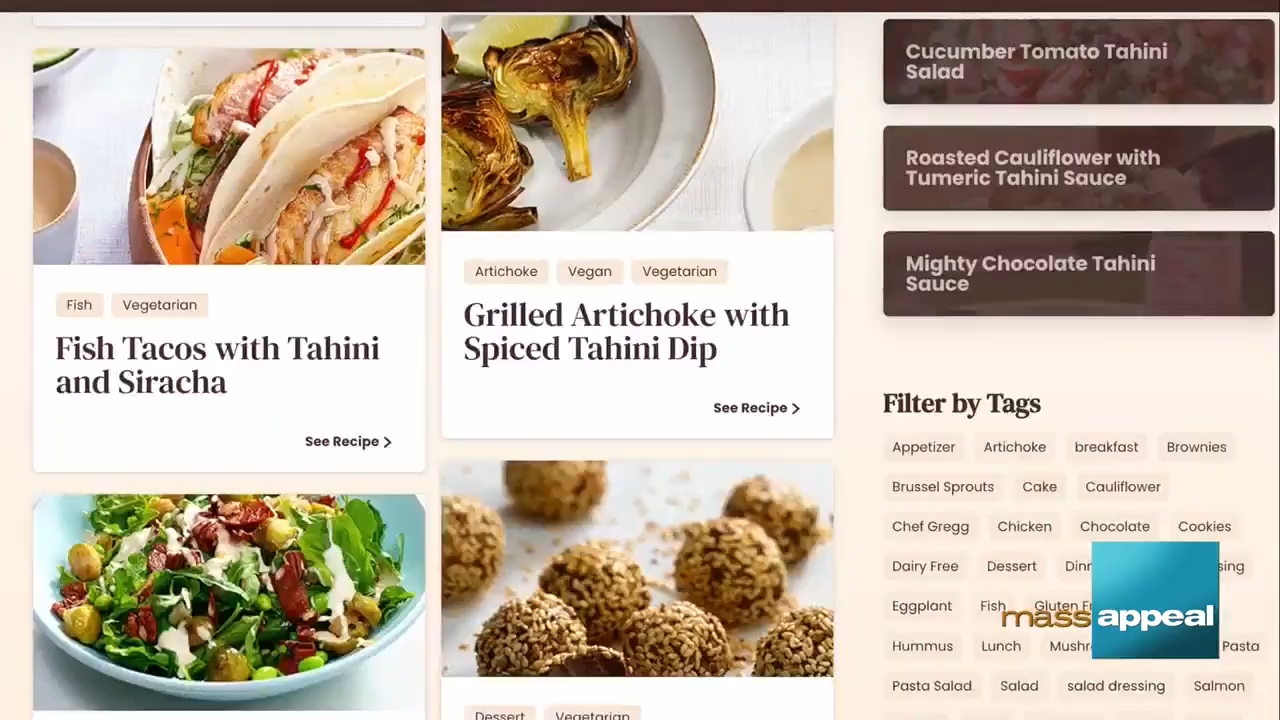 Fish
Vegetarian
Fish Tacos with Tahini
and Siracha
See Recipe
Artichoke
Vegan
Vegetarian
Grilled Artichoke with
Spiced Tahini Dip
See Recipe
Dessert
Vegetarian
Cucumber Tomato Tahini
Salad
Roasted Cauliflower with
Tumeric Tahini Sauce
Mighty Chocolate Tahini
Sauce
Filter by Tags
Appetizer Artichoke breakfast Brownies
Brussel Sprouts Cake Cauliflower
Chef Gregg Chicken Chocolate Cookies
Dairy Free Dessert
Eggplant Fish Gluten
Hummus Lunch Pasta
Pasta Salad Salad salad dressing Salmon
mass appeal